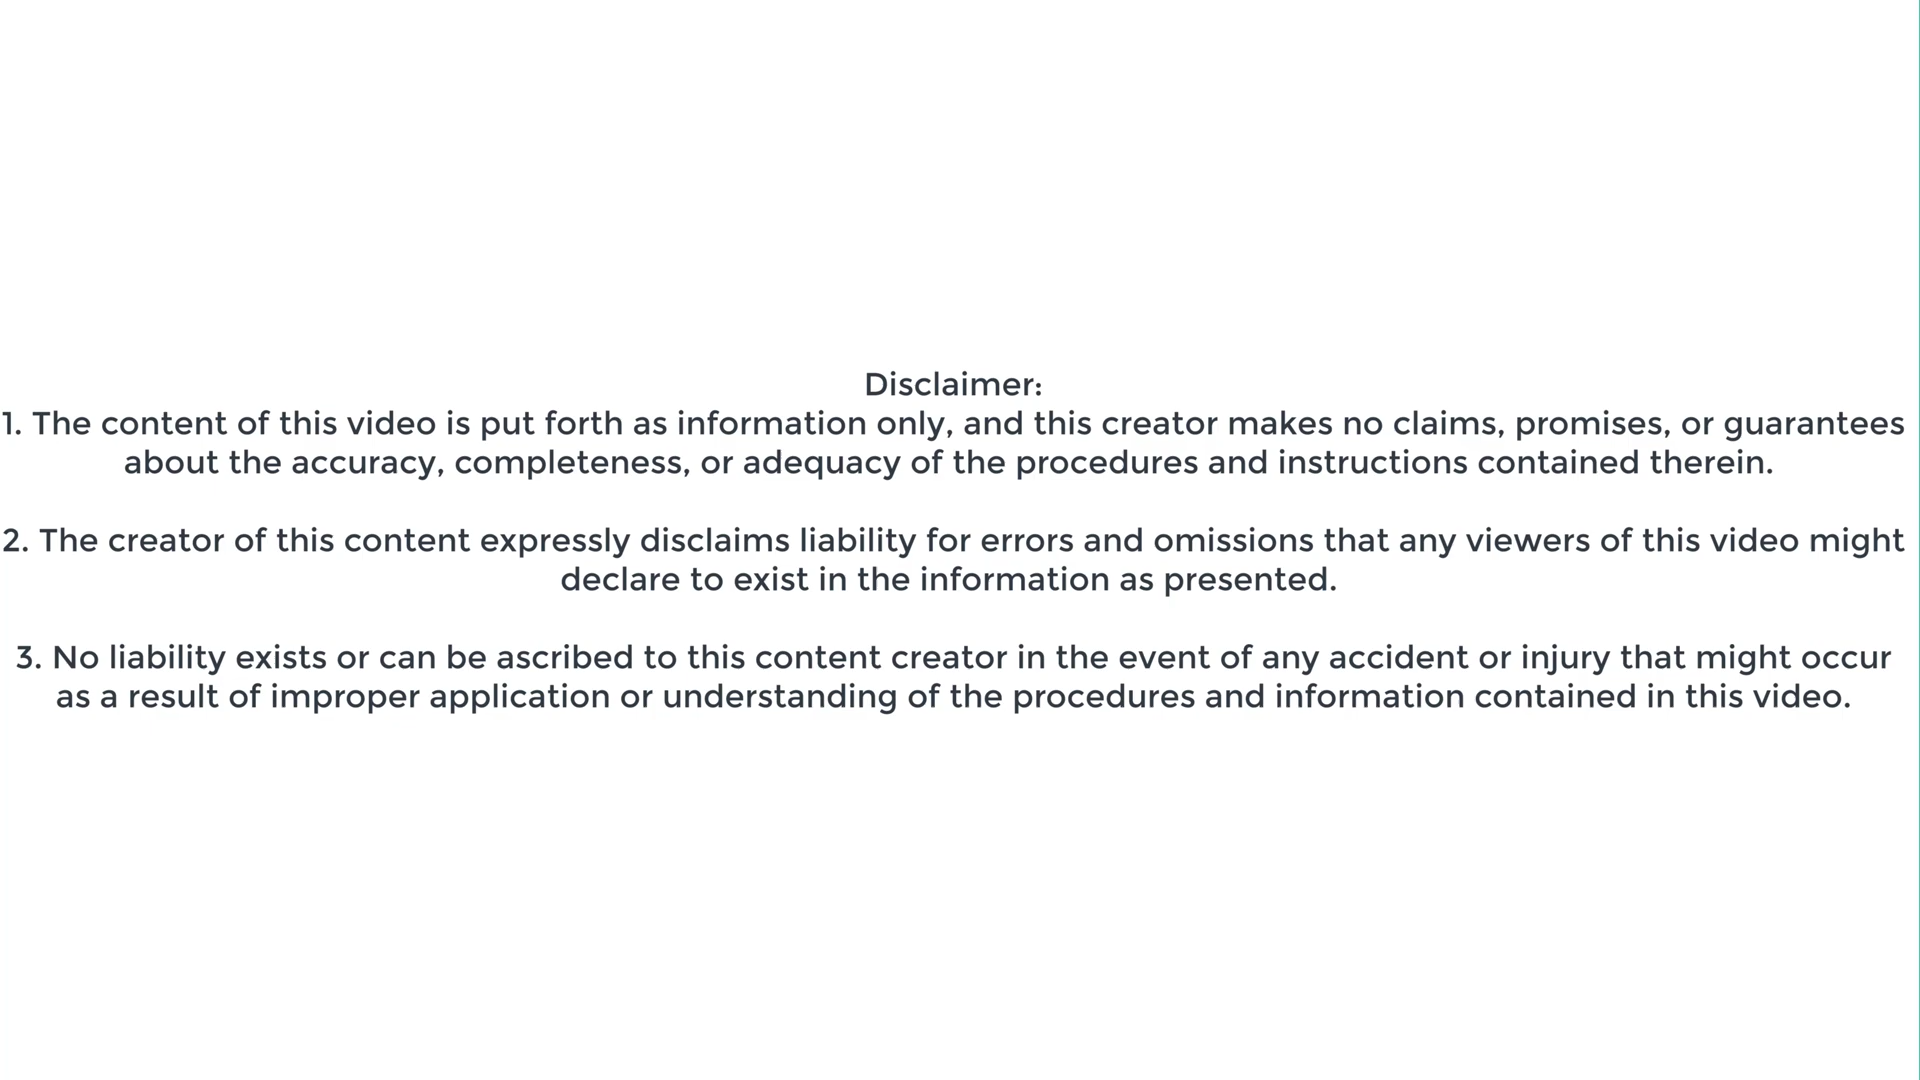 Disclaimer:
1. The content of this video is put forth as information only, and this creator makes no claims, promises, or guarantees
about the accuracy, completeness, or adequacy of the procedures and instructions contained therein.
2. The creator of this content expressly disclaims liability for errors and omissions that any viewers of this video might
declare to exist in the information as presented.
3. No liability exists or can be ascribed to this content creator in the event of any accident or injury that might occur
as a result of improper application or understanding of the procedures and information contained in this video.